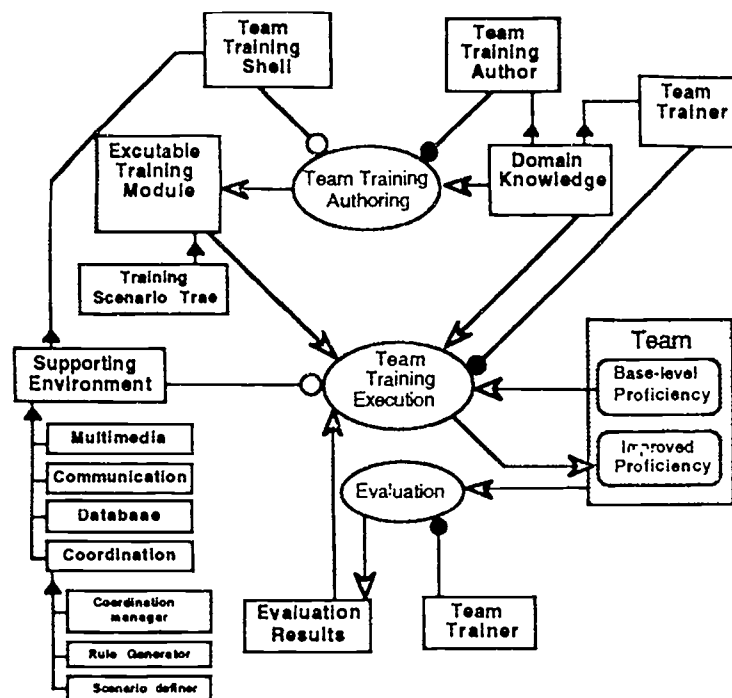 Team
Training
Shell
Team
Training
Author
Team
Trainer
Excutable
Training
Module
Team Training
Authoring
Domain
Knowledge
Training
Scenario Trae
Supporting
Environment
Team
Training
Execution
Team
Base-level
Proficiency
Improved
Proficiency
Multimedia
Communication
Databaae
Coordination
Evaluation
Coordination
manager
Rule Generator
Scenario definer
Evaluation
Results
Team
Trainer